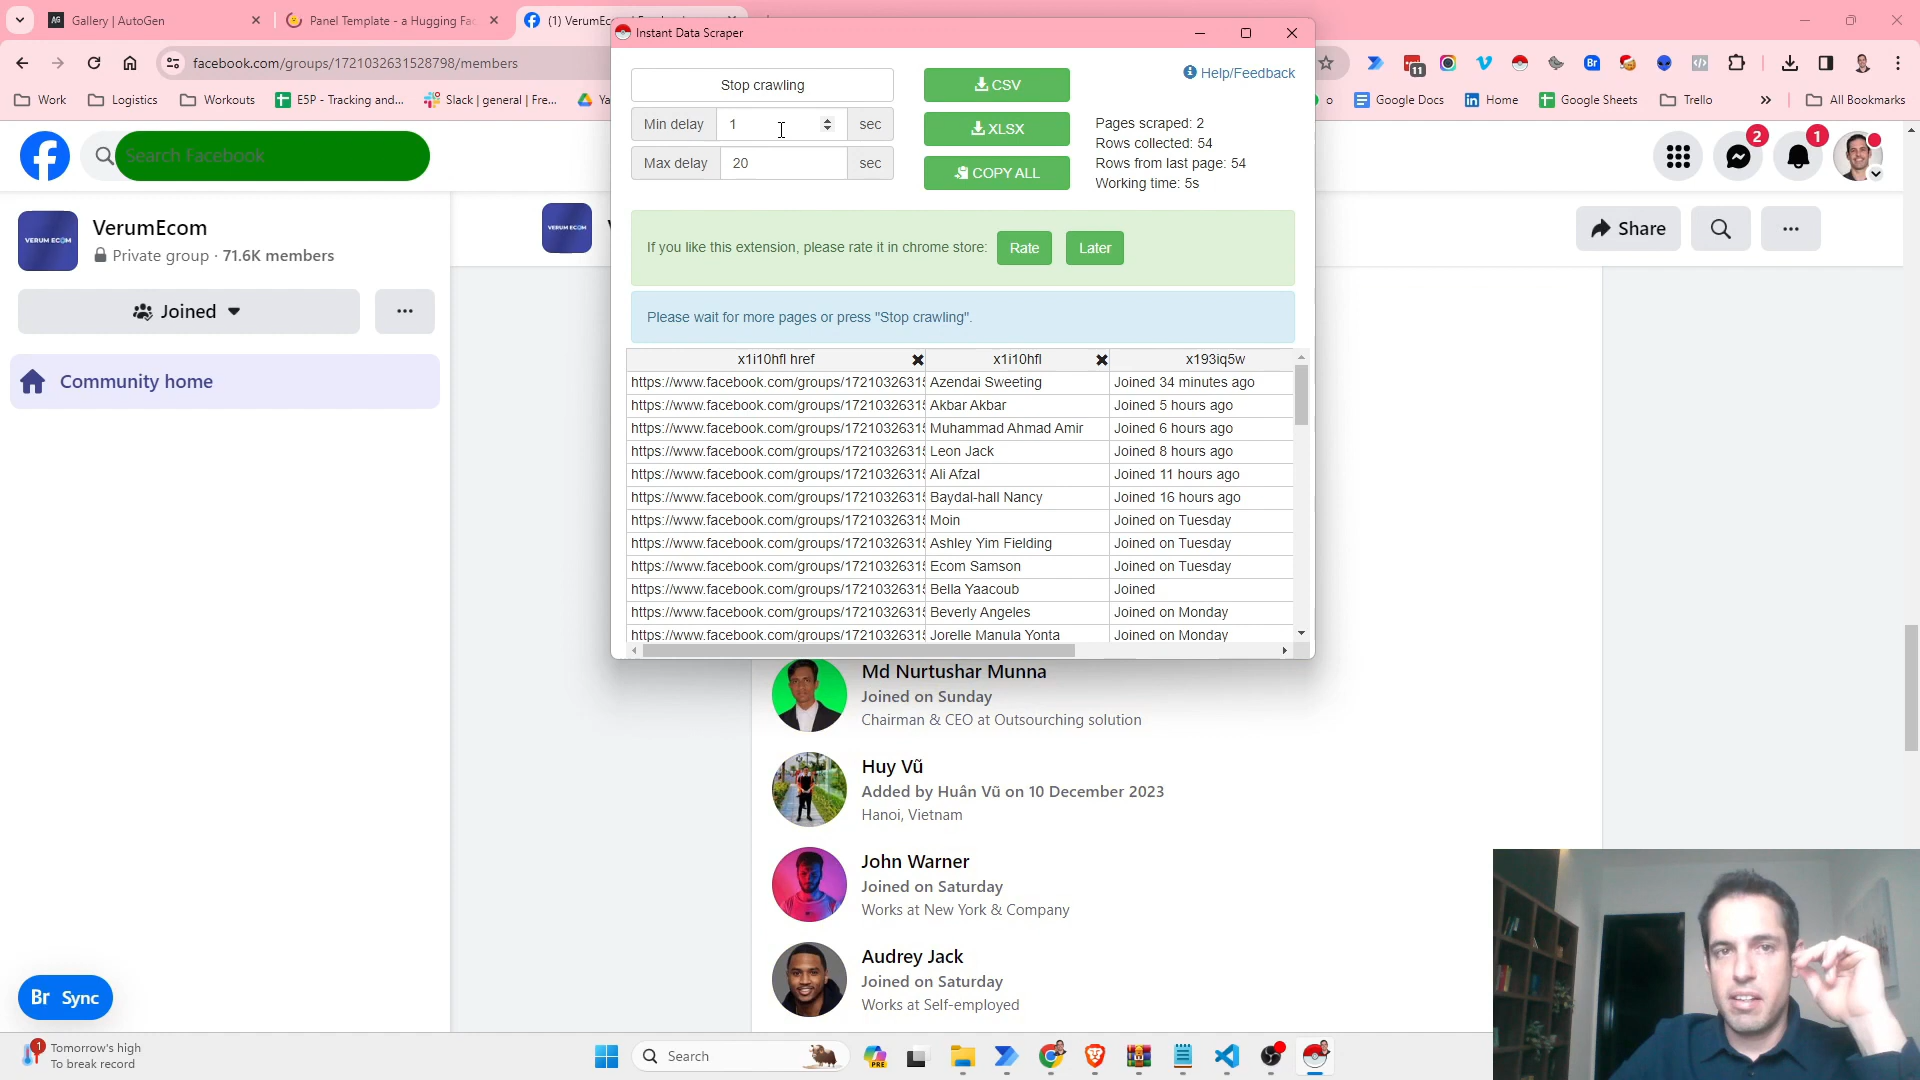 Gallery | AutoGen
Panel Template - a Hugging Fac
(1) VerumEc
Instant Data Scraper
facebook.com/groups/1721032631528798/members
11
Work
Logistics
Workouts
E5P - Tracking and...
Slack | general | Fre...
Ya
o
Google Docs
Home
Google Sheets
Trello
All Bookmarks
Stop crawling
Min delay 1 sec
Max delay 20 sec
CSV
XLSX
COPY ALL
Help/Feedback
Pages scraped: 2
Rows collected: 54
Rows from last page: 54
Working time: 5s
If you like this extension, please rate it in chrome store: Rate Later
Please wait for more pages or press "Stop crawling".
x1i10hfl href x1i10hfl x193iq5w
https://www.facebook.com/groups/1721032631 Azendai Sweeting Joined 34 minutes ago
https://www.facebook.com/groups/1721032631 Akbar Akbar Joined 5 hours ago
https://www.facebook.com/groups/1721032631 Muhammad Ahmad Amir Joined 6 hours ago
https://www.facebook.com/groups/1721032631 Leon Jack Joined 8 hours ago
https://www.facebook.com/groups/1721032631 Ali Afzal Joined 11 hours ago
https://www.facebook.com/groups/1721032631 Baydal-hall Nancy Joined 16 hours ago
https://www.facebook.com/groups/1721032631 Moin Joined on Tuesday
https://www.facebook.com/groups/1721032631 Ashley Yim Fielding Joined on Tuesday
https://www.facebook.com/groups/1721032631 Ecom Samson Joined on Tuesday
https://www.facebook.com/groups/1721032631 Bella Yaacoub Joined
https://www.facebook.com/groups/1721032631 Beverly Angeles Joined on Monday
https://www.facebook.com/groups/1721032631 Jorelle Manula Yonta Joined on Monday
Search Facebook
2
1
VERUM ECOM
VerumEcom
Private group · 71.6K members
Joined
Community home
VERUM ECOM
Share
Md Nurtushar Munna
Joined on Sunday
Chairman & CEO at Outsourching solution
Huy Vũ
Added by Huân Vũ on 10 December 2023
Hanoi, Vietnam
John Warner
Joined on Saturday
Works at New York & Company
Audrey Jack
Joined on Saturday
Works at Self-employed
Br Sync
1
Tomorrow's high
To break record
Search
PRE